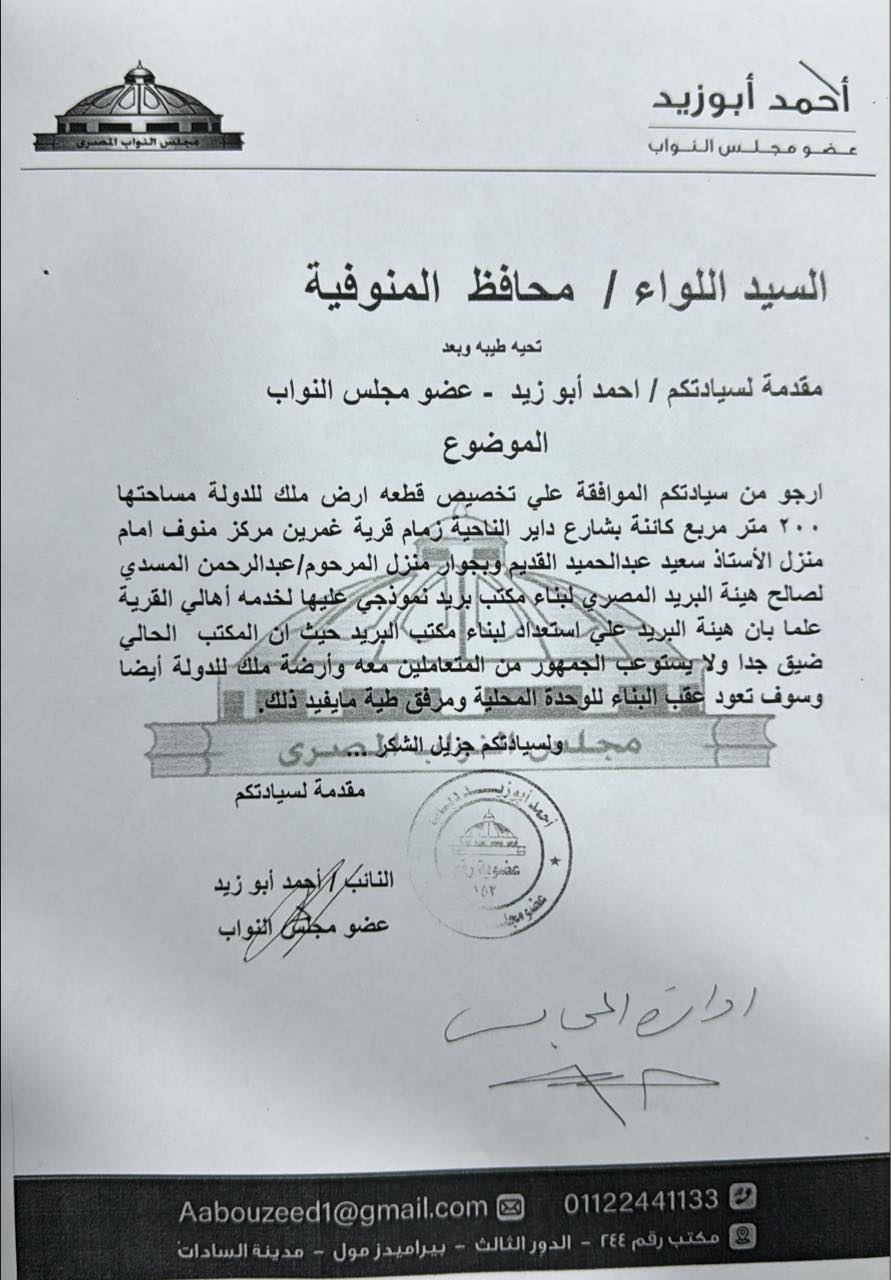 أحمد أبوزيد
عضو مجلس النواب
مجلس النواب المصرى
السيد اللواء / محافظ المنوفية
تحيه طيبه وبعد
مقدمة لسيادتكم / احمد أبو زيد - عضو مجلس النواب
الموضوع
ارجو من سيادتكم الموافقة علي تخصيص قطعه ارض ملك للدولة مساحتها
٢٠٠ متر مربع كائنة بشارع داير الناحية زمام قرية غمرين مركز منوف امام
منزل الأستاذ سعيد عبدالحميد القديم وبجوار منزل المرحوم/عبدالرحمن المسدي
لصالح هيئة البريد المصري لبناء مكتب بريد نموذجي عليها لخدمه أهالي القرية
علما بان هيئة البريد علي استعداد لبناء مكتب البريد حيث ان المكتب الحالي
ضيق جدا ولا يستوعب الجمهور من المتعاملين معه وأرضة ملك للدولة أيضا
وسوف تعود عقب البناء للوحدة المحلية ومرفق طية مايفيد ذلك.
مجلس النواب المصرى
ولسيادتكم جزيل الشكر ...
مقدمة لسيادتكم
أحمد أبوزيد
عضوية رقم
١٥٢
النائب / أحمد أبو زيد
عضو مجلس النواب
ادارة المجالس
01122441133
Aabouzeed1@gmail.com
مكتب رقم ٢٤٤ - الدور الثالث - بيراميدز مول - مدينة السادات